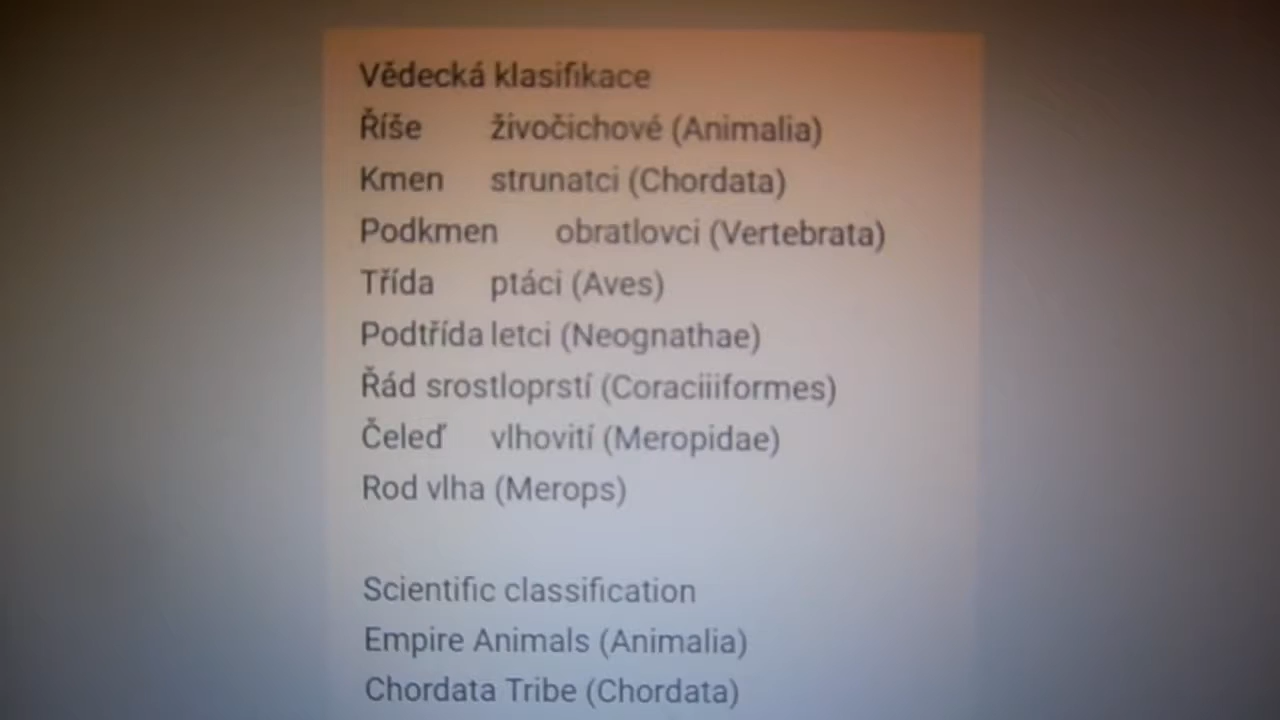 Vědecká klasifikace
Říše živočichové (Animalia)
Kmen strunatci (Chordata)
Podkmen obratlovci (Vertebrata)
Třída ptáci (Aves)
Podtřída letci (Neognathae)
Řád srostloprstí (Coraciiiformes)
Čeleď vlhovití (Meropidae)
Rod vlha (Merops)
Scientific classification
Empire Animals (Animalia)
Chordata Tribe (Chordata)